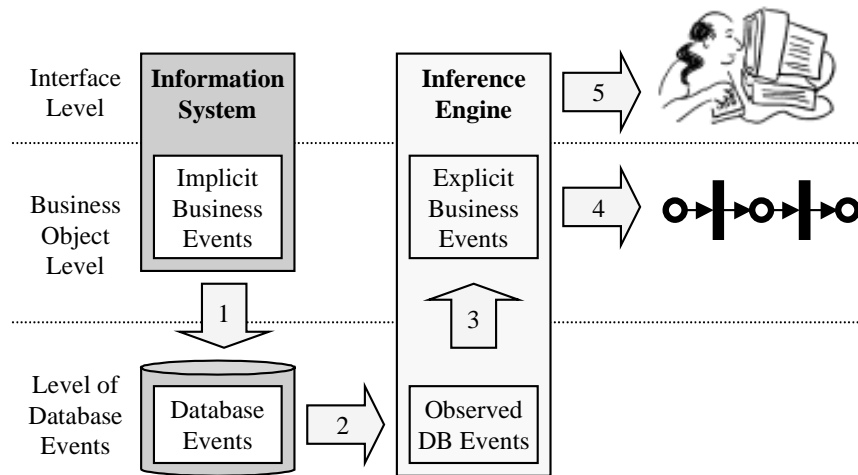 Interface
Level
Information
System
Inference
Engine
5
Business
Object
Level
Implicit
Business
Events
Explicit
Business
Events
4
1
3
Level of
Database
Events
Database
Events
2
Observed
DB Events